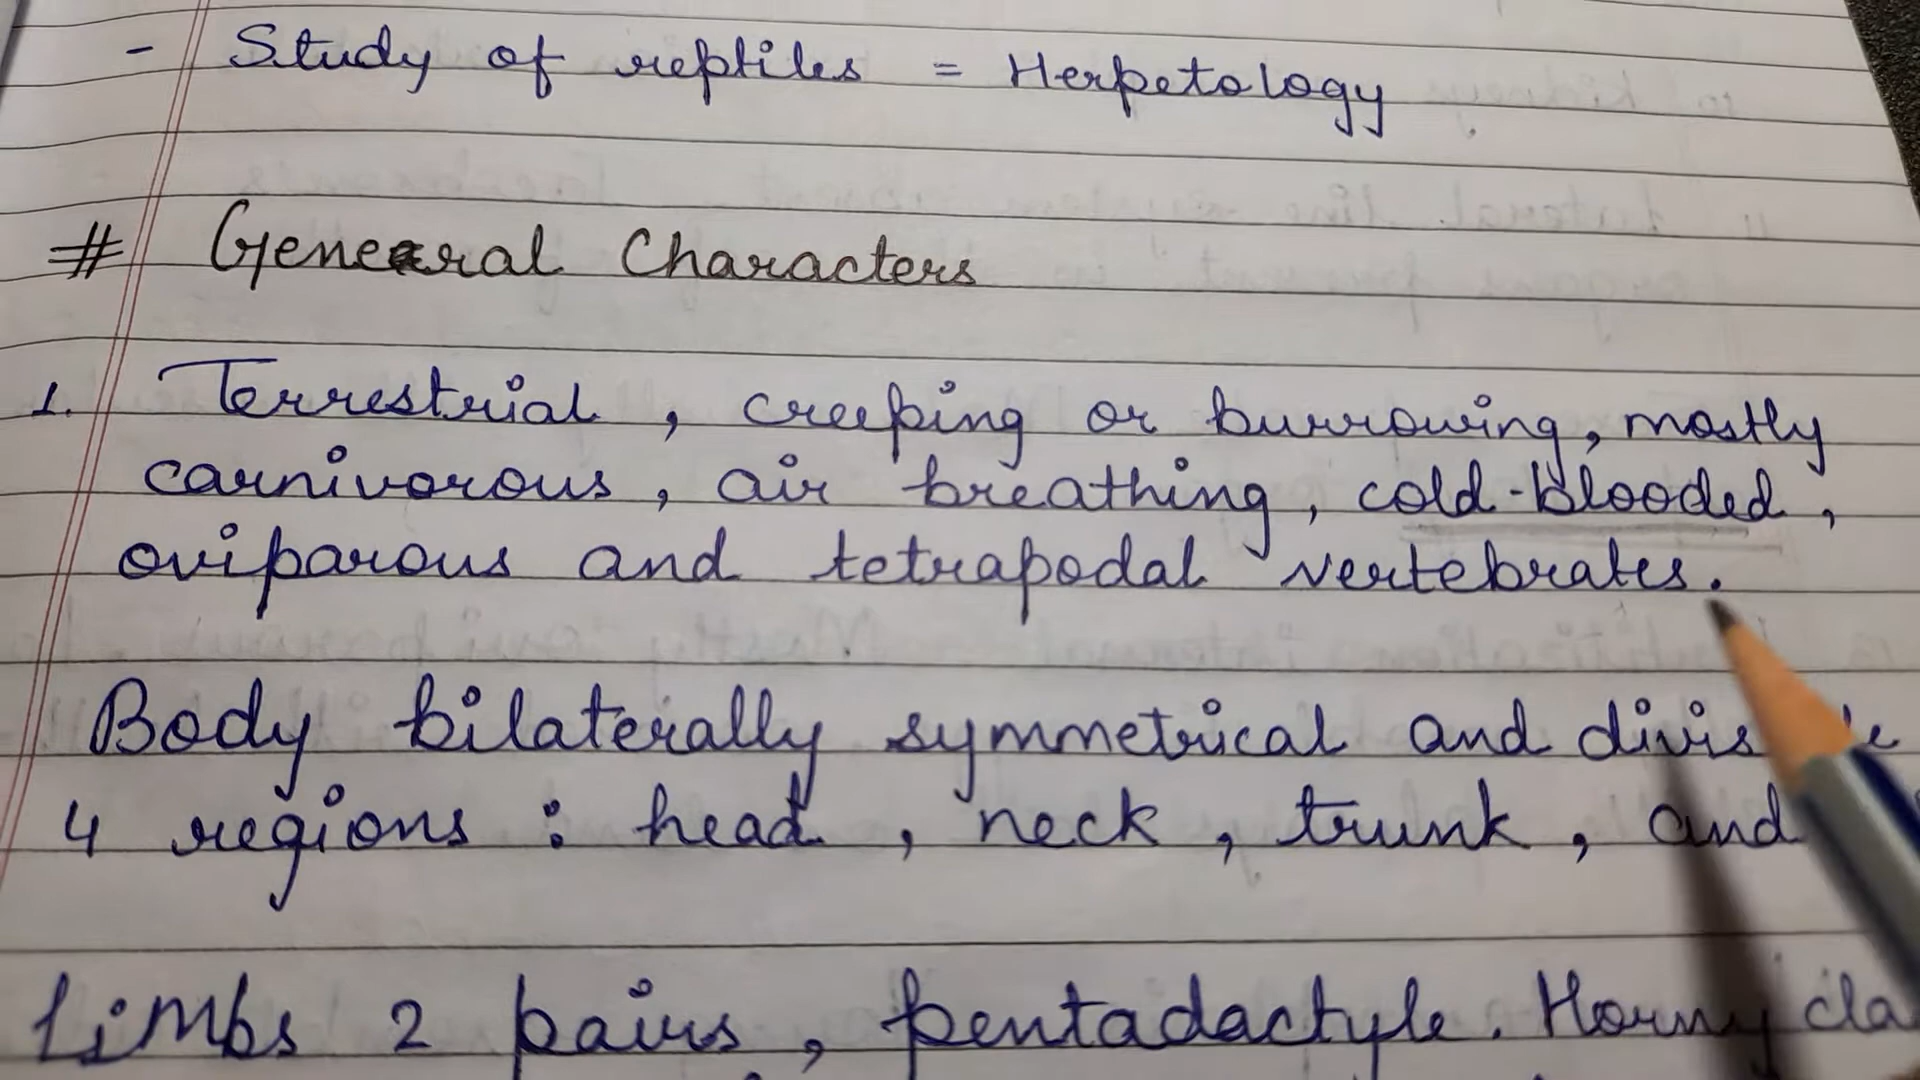 - Study of reptiles = Herpetology
# General Characters
1. Terrestrial, creeping or burrowing, mostly
carnivorous, air breathing, cold-blooded,
oviparous and tetrapodal vertebrates.
Body bilaterally symmetrical and
4 regions : head, neck, trunk, and
Limbs 2 pairs, pentadactyle. Horny